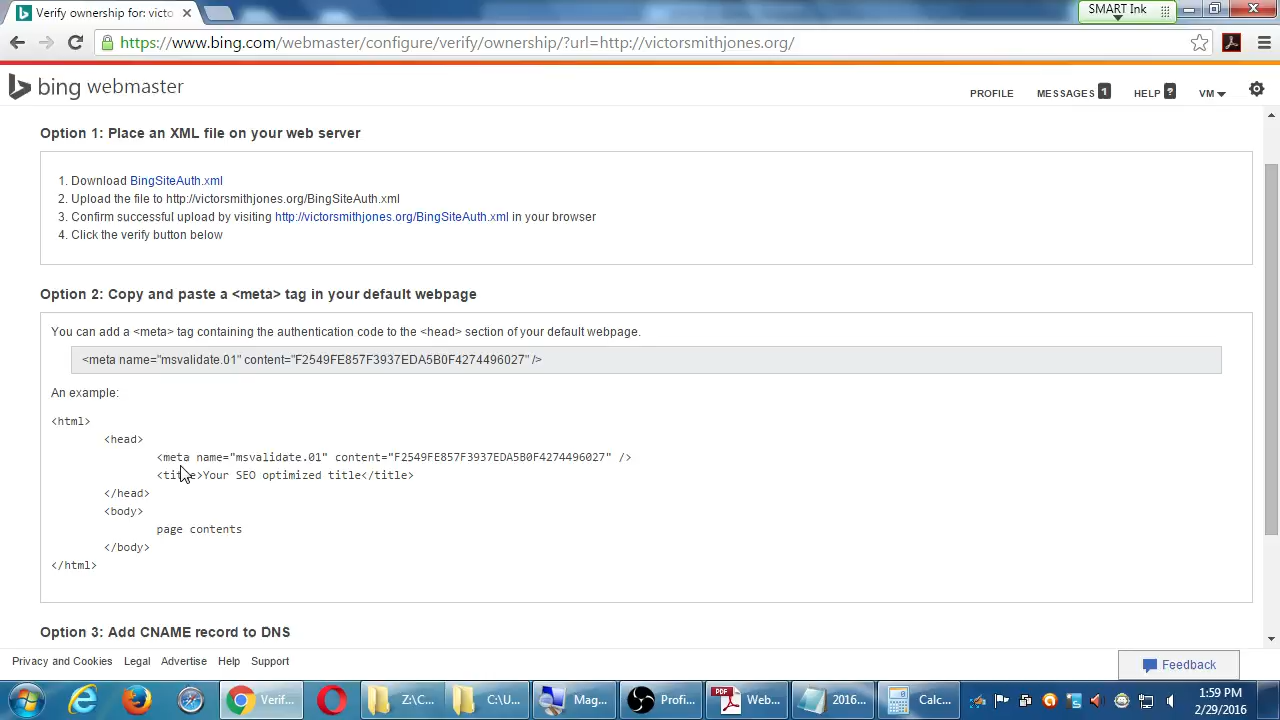 Verify ownership for: victo
SMART Ink
https://www.bing.com/webmaster/configure/verify/ownership/?url=http://victorsmithjones.org/
bing webmaster
PROFILE
MESSAGES 1
HELP ?
VM
Option 1: Place an XML file on your web server
1. Download BingSiteAuth.xml
2. Upload the file to http://victorsmithjones.org/BingSiteAuth.xml
3. Confirm successful upload by visiting http://victorsmithjones.org/BingSiteAuth.xml in your browser
4. Click the verify button below
Option 2: Copy and paste a <meta> tag in your default webpage
You can add a <meta> tag containing the authentication code to the <head> section of your default webpage.
<meta name="msvalidate.01" content="F2549FE857F3937EDA5B0F4274496027" />
An example:
<html>
<head>
<meta name="msvalidate.01" content="F2549FE857F3937EDA5B0F4274496027" />
<title>Your SEO optimized title</title>
</head>
<body>
page contents
</body>
</html>
Option 3: Add CNAME record to DNS
Privacy and Cookies
Legal
Advertise
Help
Support
Feedback
Verif...
Z:\C...
C:\U...
Mag...
Profi...
PDF
Web...
2016...
Calc...
1:59 PM
2/29/2016